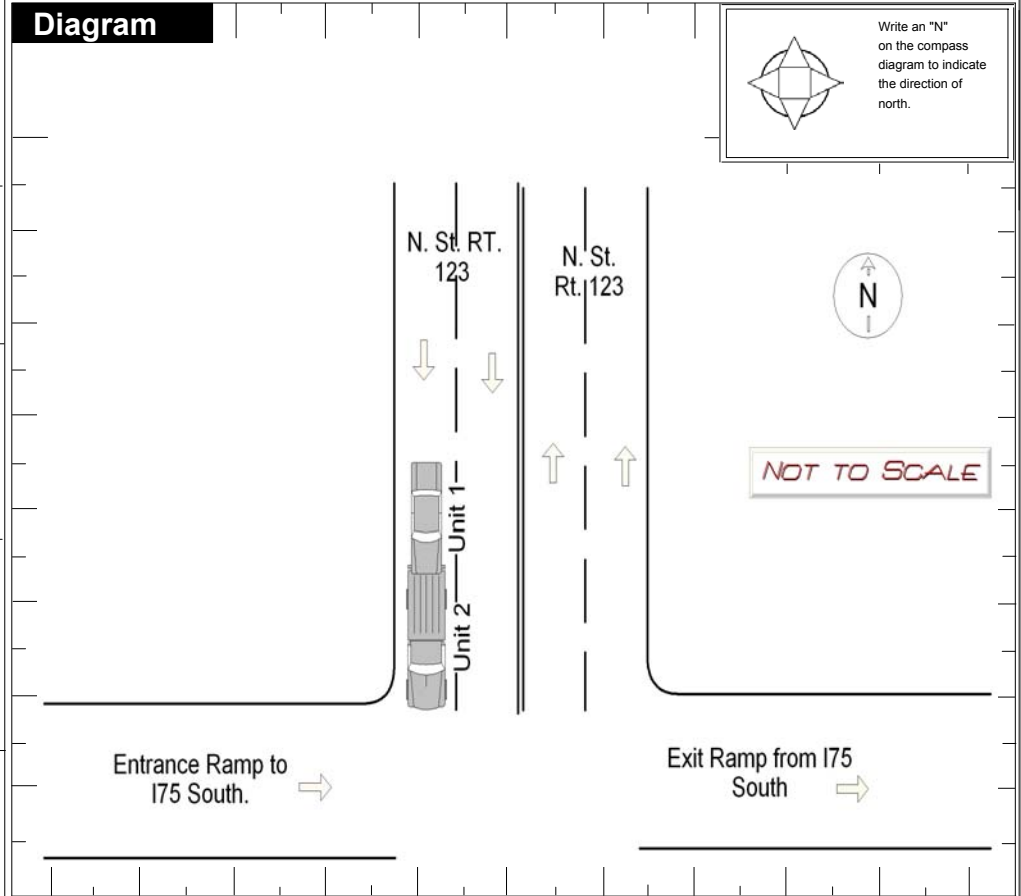 Diagram
Write an "N"
on the compass
diagram to indicate
the direction of
north.
N. St. RT.
123
N. St.
Rt. 123
N
NOT TO SCALE
Unit 1
Unit 2
Entrance Ramp to
I75 South.
Exit Ramp from I75
South